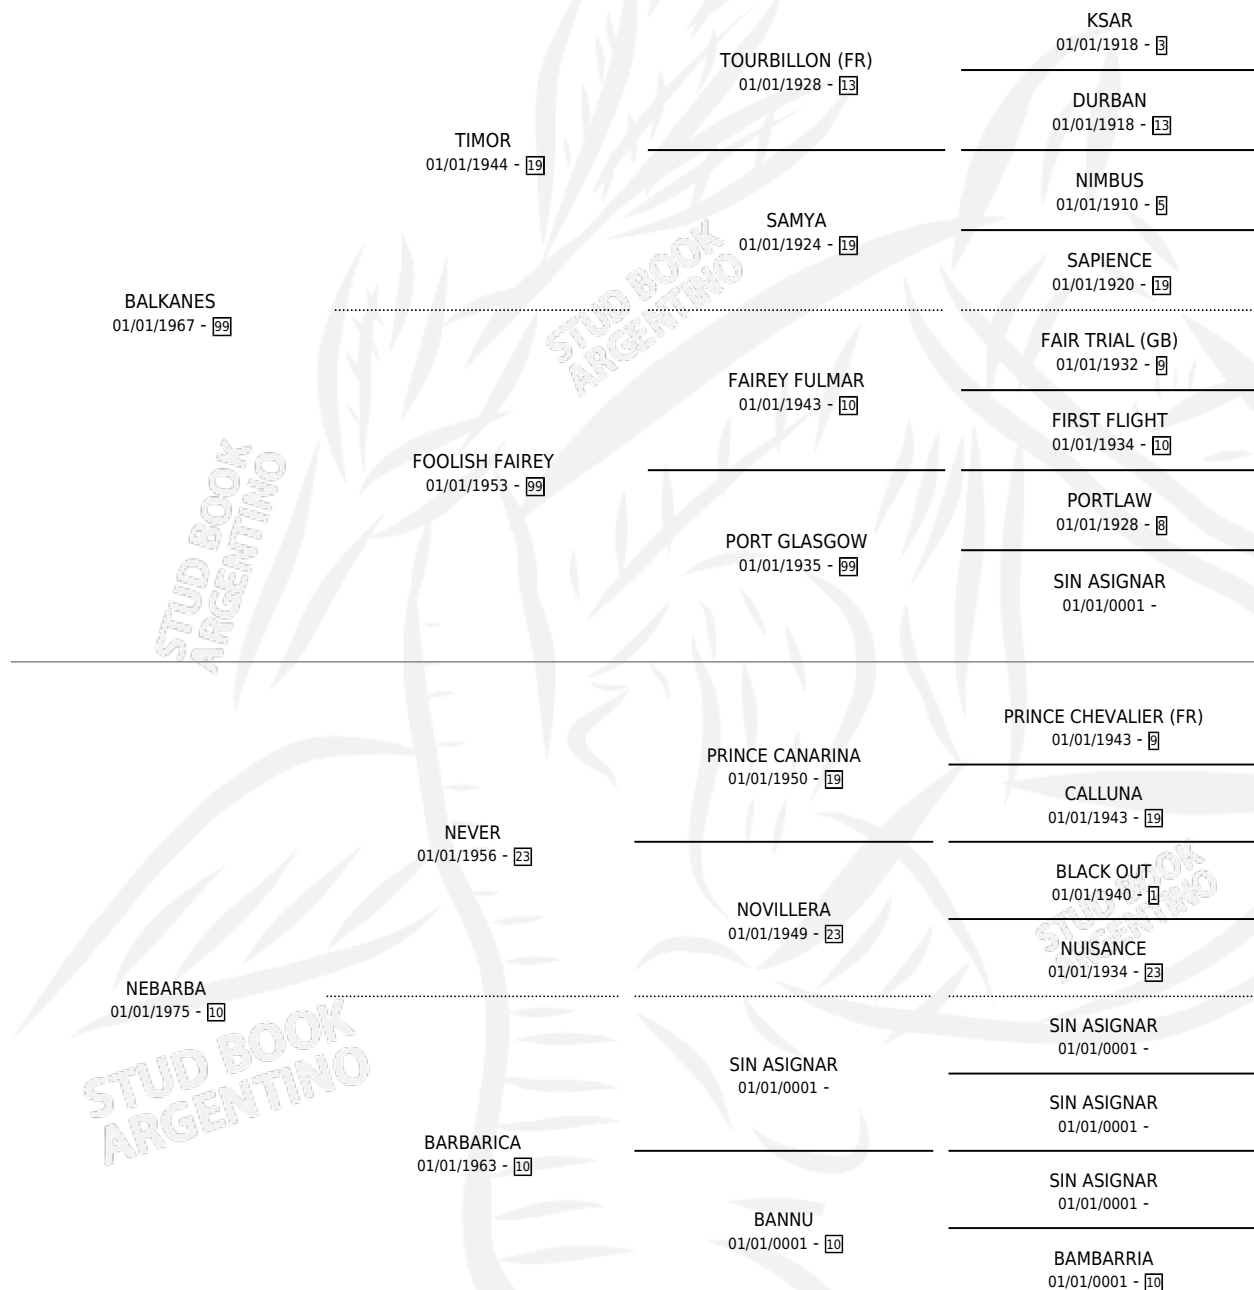 KSAR
01/01/1918 - 3
TOURBILLON (FR)
01/01/1928 - 13
DURBAN
01/01/1918 - 13
TIMOR
01/01/1944 - 19
NIMBUS
01/01/1910 - 5
SAMYA
01/01/1924 - 19
SAPIENCE
01/01/1920 - 19
BALKANES
01/01/1967 - 99
STUD BOOK
ARGENTINO
FAIR TRIAL (GB)
01/01/1932 - 9
FAIREY FULMAR
01/01/1943 - 10
FIRST FLIGHT
01/01/1934 - 10
FOOLISH FAIREY
01/01/1953 - 99
PORTLAW
01/01/1928 - 8
PORT GLASGOW
01/01/1935 - 99
SIN ASIGNAR
01/01/0001 -
STUD BOOK
ARGENTINO
PRINCE CHEVALIER (FR)
01/01/1943 - 9
PRINCE CANARINA
01/01/1950 - 19
CALLUNA
01/01/1943 - 19
NEVER
01/01/1956 - 23
BLACK OUT
01/01/1940 - 1
NOVILLERA
01/01/1949 - 23
STUD BOOK
ARGENTINO
NUISANCE
01/01/1934 - 23
NEBARBA
01/01/1975 - 10
SIN ASIGNAR
01/01/0001 -
SIN ASIGNAR
01/01/0001 -
STUD BOOK
ARGENTINO
SIN ASIGNAR
01/01/0001 -
BARBARICA
01/01/1963 - 10
SIN ASIGNAR
01/01/0001 -
BANNU
01/01/0001 - 10
BAMBARRIA
01/01/0001 - 10